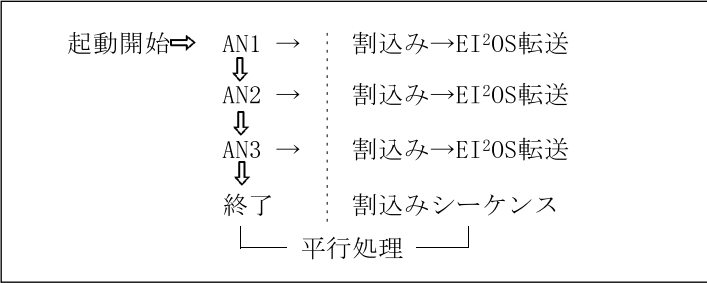 起動開始⇨ AN1 → 割込み→EI²OS転送
⇩
AN2 → 割込み→EI²OS転送
⇩
AN3 → 割込み→EI²OS転送
⇩
終了 割込みシーケンス
平行処理